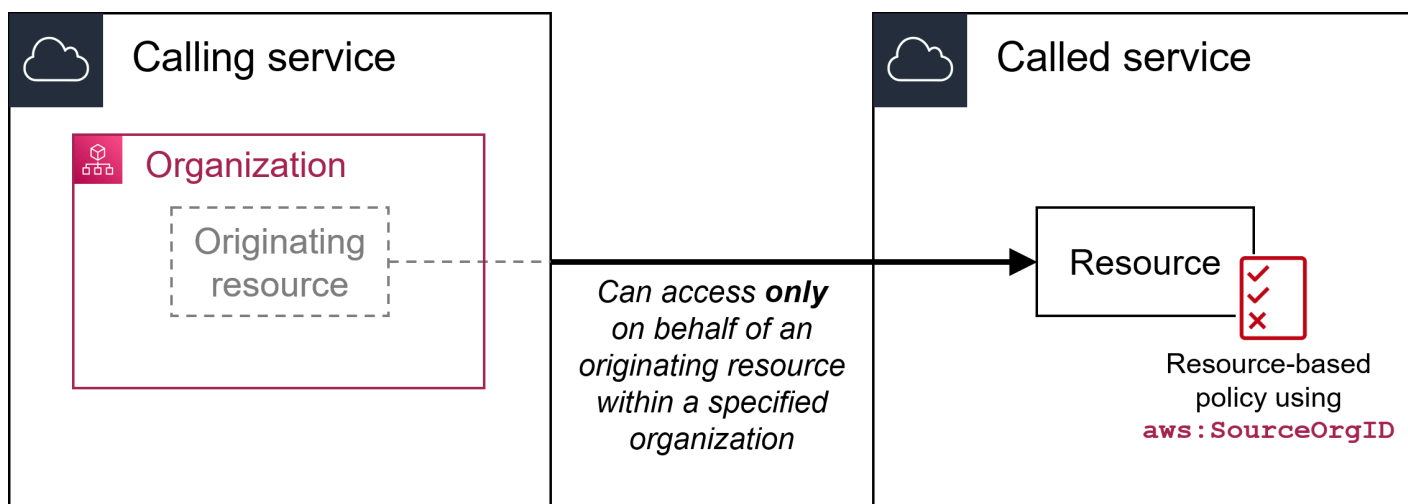 Calling service
Organization
Originating
resource
Can access only
on behalf of an
originating resource
within a specified
organization
Called service
Resource
Resource-based
policy using
aws:SourceOrgID